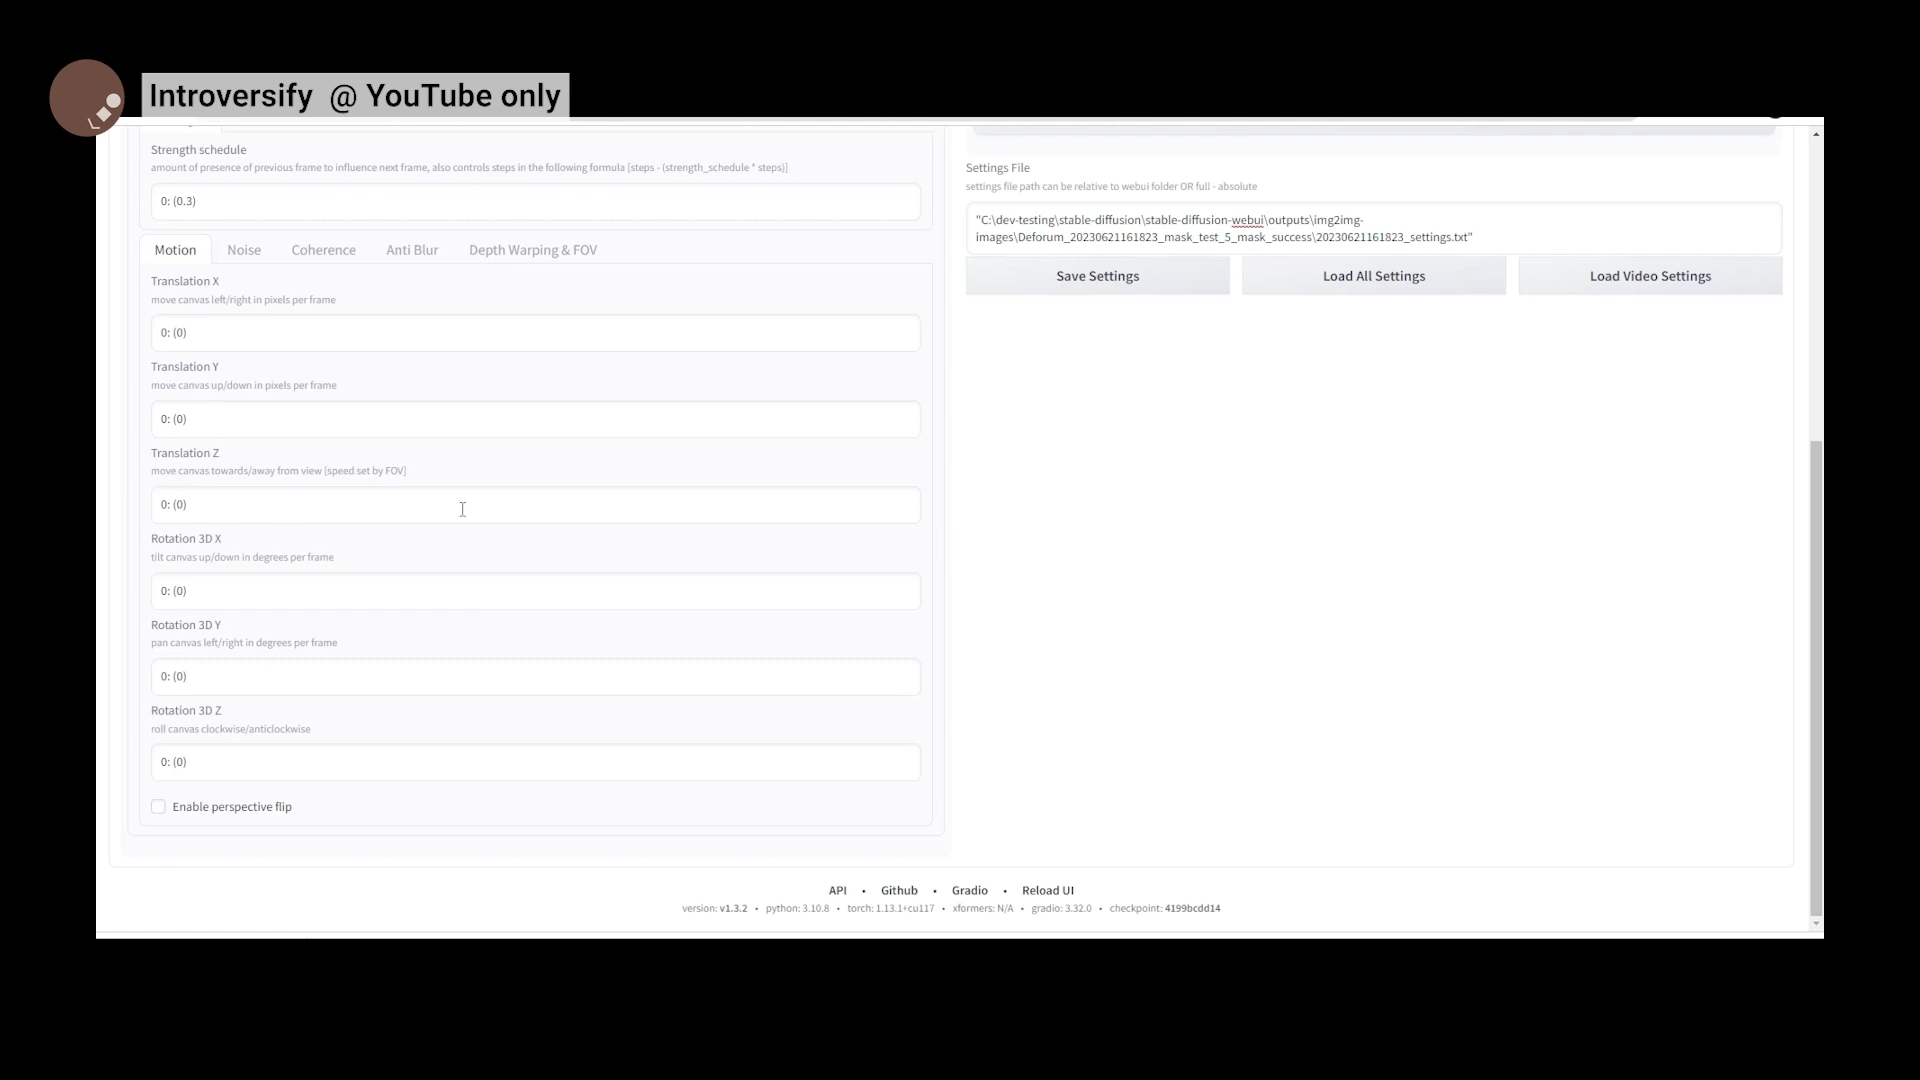 Introversify @ YouTube only
Strength schedule
amount of presence of previous frame to influence next frame, also controls steps in the following formula [steps - (strength_schedule * steps)]
0: (0.3)
Motion Noise Coherence Anti Blur Depth Warping & FOV
Translation X
move canvas left/right in pixels per frame
0: (0)
Translation Y
move canvas up/down in pixels per frame
0: (0)
Translation Z
move canvas towards/away from view [speed set by FOV]
0: (0)
Rotation 3D X
tilt canvas up/down in degrees per frame
0: (0)
Rotation 3D Y
pan canvas left/right in degrees per frame
0: (0)
Rotation 3D Z
roll canvas clockwise/anticlockwise
0: (0)
Enable perspective flip
Settings File
settings file path can be relative to webui folder OR full - absolute
"C:\dev-testing\stable-diffusion\stable-diffusion-webui\outputs\img2img-
images\Deforum_20230621161823_mask_test_5_mask_success\20230621161823_settings.txt"
Save Settings Load All Settings Load Video Settings
API • Github • Gradio • Reload UI
version: v1.3.2 • python: 3.10.8 • torch: 1.13.1+cu117 • xformers: N/A • gradio: 3.32.0 • checkpoint: 4199bcdd14